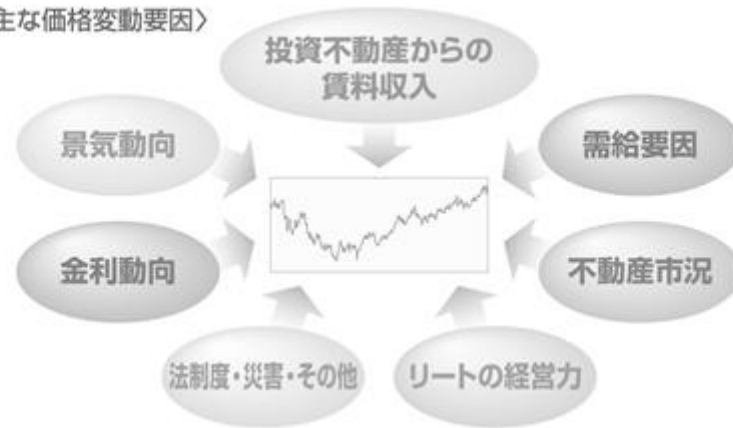 主な価格変動要因〉
投資不動産からの
賃料収入
景気動向
需給要因
金利動向
不動産市況
法制度・災害・その他
リートの経営力